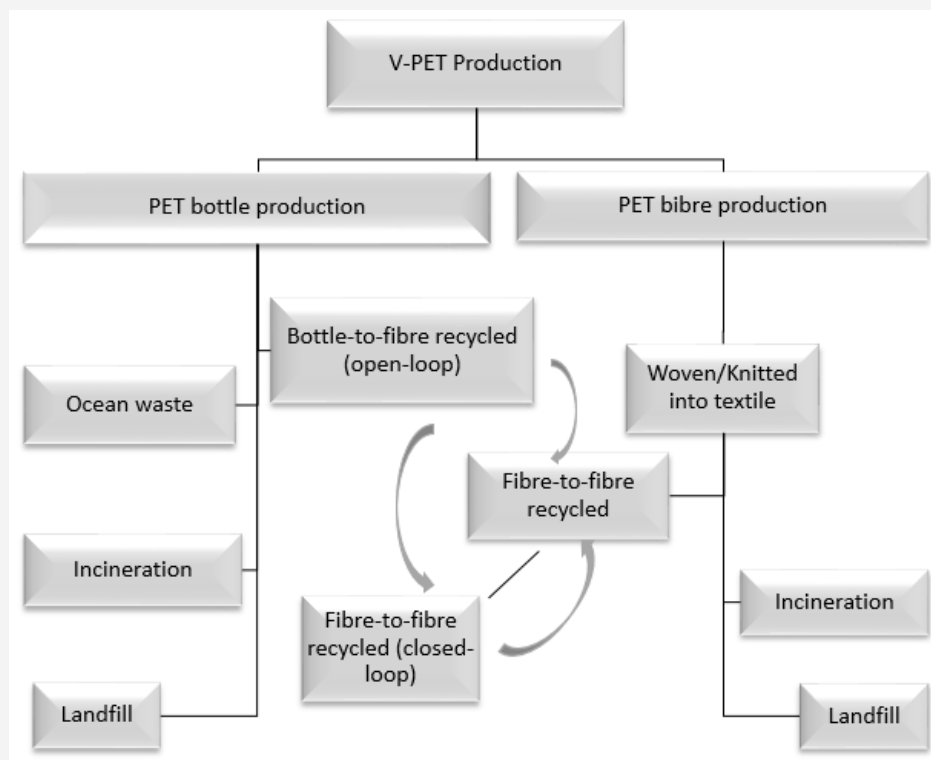 V-PET Production
PET bottle production
PET bibre production
Bottle-to-fibre recycled
(open-loop)
Woven/Knitted
into textile
Ocean waste
Fibre-to-fibre
recycled
Incineration
Fibre-to-fibre
recycled (closed-
loop)
Incineration
Landfill
Landfill